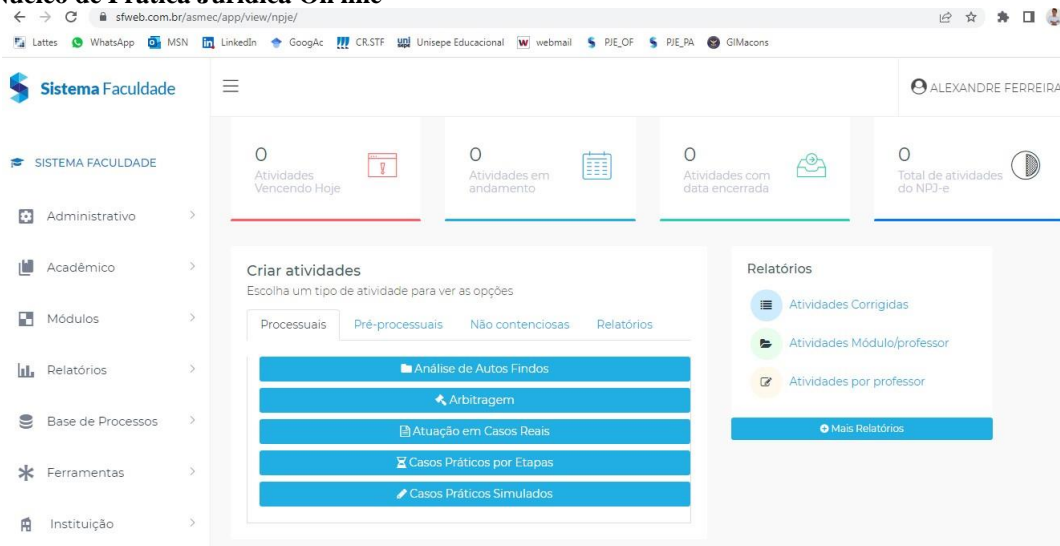 Núcleo de Prática Jurídica On line
sfweb.com.br/asmec/app/view/npje/
Lattes WhatsApp MSN LinkedIn GoogAc CR.STF Unisepe Educacional webmail PJE_OF PJE_PA GIMacons
Sistema Faculdade
ALEXANDRE FERREIRA
SISTEMA FACULDADE
Administrativo
Acadêmico
Módulos
Relatórios
Base de Processos
Ferramentas
Instituição
0
Atividades
Vencendo Hoje
0
Atividades em
andamento
0
Atividades com
data encerrada
0
Total de atividades
do NPJ-e
Criar atividades
Escolha um tipo de atividade para ver as opções
Processuais Pré-processuais Não contenciosas Relatórios
Análise de Autos Findos
Arbitragem
Atuação em Casos Reais
Casos Práticos por Etapas
Casos Práticos Simulados
Relatórios
Atividades Corrigidas
Atividades Módulo/professor
Atividades por professor
Mais Relatórios